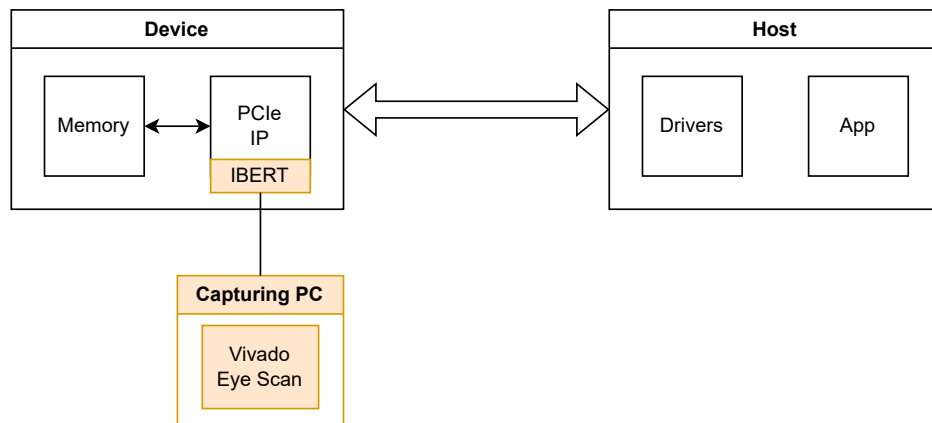 Device
Host
Memory
PCIe
IP
IBERT
Drivers
App
Capturing PC
Vivado
Eye Scan